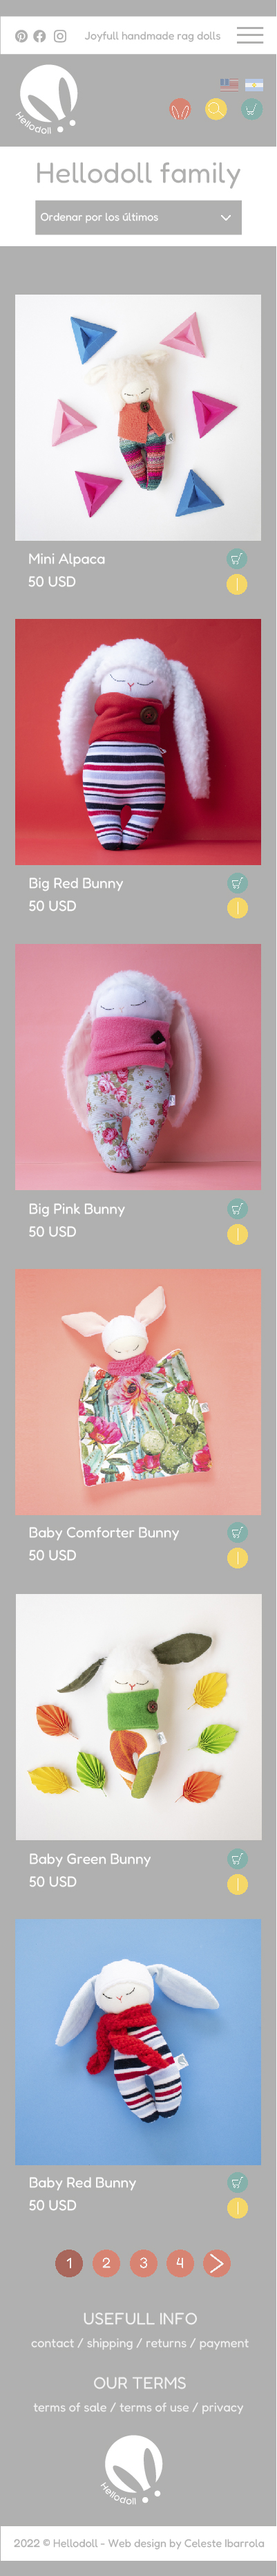 Joyfull handmade rag dolls
Hellodoll
Hellodoll family
Ordenar por los últimos
Mini Alpaca
50 USD
Big Red Bunny
50 USD
Big Pink Bunny
50 USD
Baby Comforter Bunny
50 USD
Baby Green Bunny
50 USD
Baby Red Bunny
50 USD
1 2 3 4
USEFULL INFO
contact / shipping / returns / payment
OUR TERMS
terms of sale / terms of use / privacy
Hellodoll
2022 © Hellodoll - Web design by Celeste Ibarrola